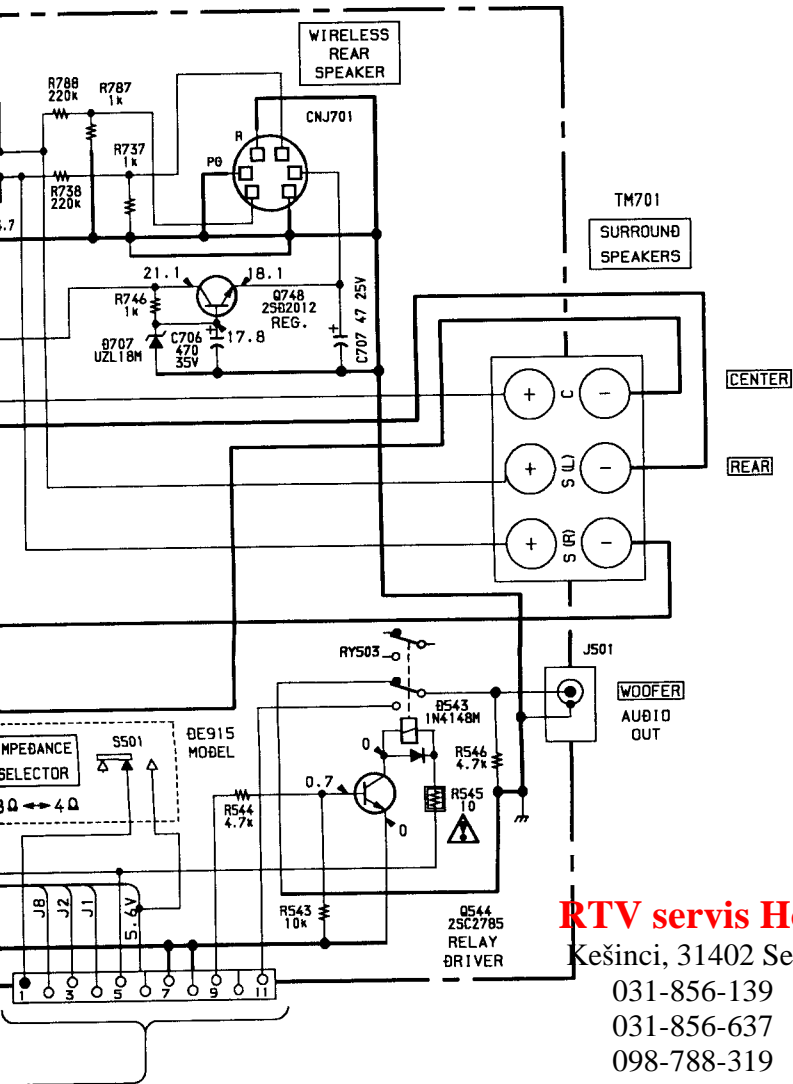 WIRELESS
REAR
SPEAKER
R788
220k
R787
1k
CNJ701
R
R737
1k
PG
R738
220k
TM701
SURROUND
SPEAKERS
21.1
18.1
R746
1k
Q748
2SD2012
REG.
D707
UZL18M
C706
470
35V
17.8
C707 47 25V
+
+
+ C -
CENTER
+ S(L) -
REAR
+ S(R) -
RY503
J501
D543
1N4148M
WOOFER
AUDIO
OUT
S501
DE915
MODEL
IMPEDANCE
SELECTOR
8Ω ↔ 4Ω
0
R546
4.7k
0.7
R544
4.7k
R545
10
0
J8
J2
J1
5.6V
R543
10k
Q544
2SC2785
RELAY
DRIVER
1 3 5 7 9 11
RTV servis Ho
Kešinci, 31402 Se
031-856-139
031-856-637
098-788-319